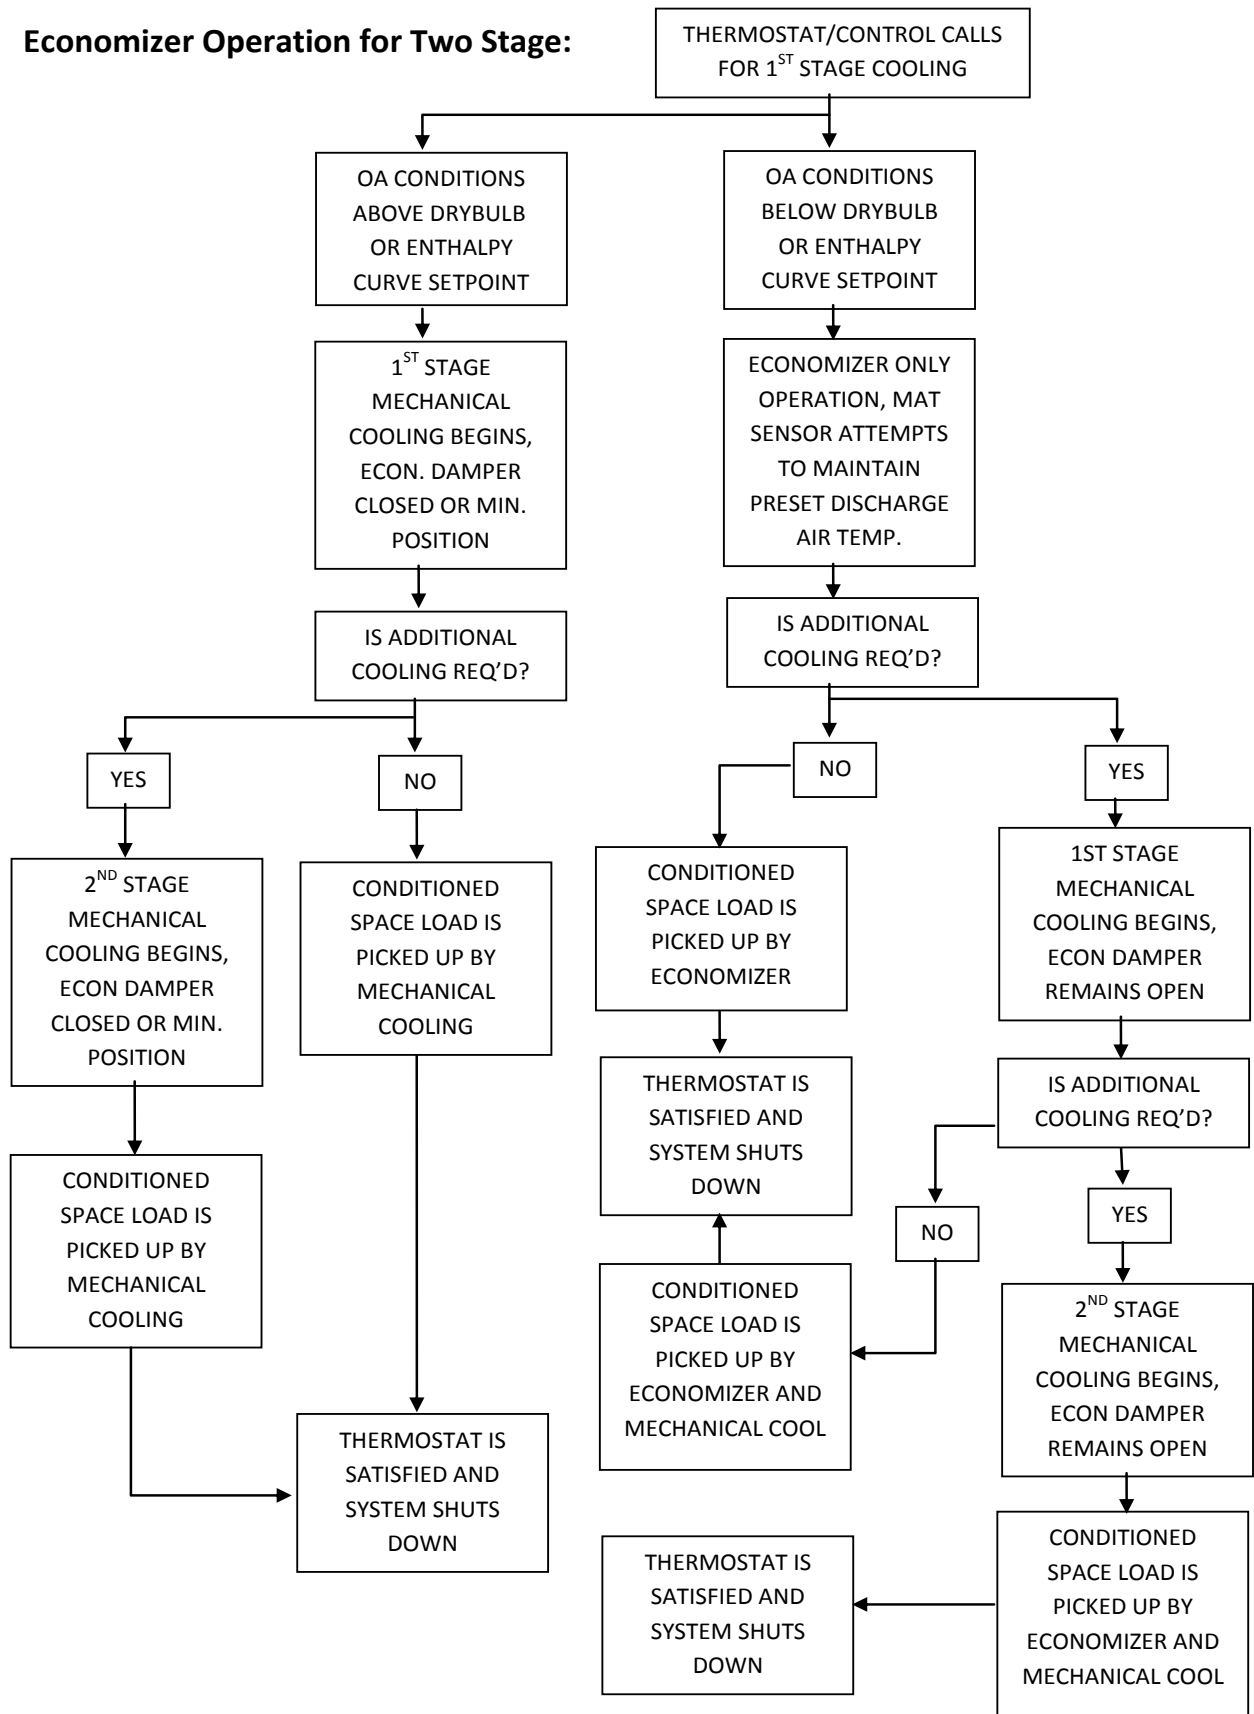 Economizer Operation for Two Stage:
THERMOSTAT/CONTROL CALLS
FOR 1ST STAGE COOLING
OA CONDITIONS
ABOVE DRYBULB
OR ENTHALPY
CURVE SETPOINT
OA CONDITIONS
BELOW DRYBULB
OR ENTHALPY
CURVE SETPOINT
1ST STAGE
MECHANICAL
COOLING BEGINS,
ECON. DAMPER
CLOSED OR MIN.
POSITION
ECONOMIZER ONLY
OPERATION, MAT
SENSOR ATTEMPTS
TO MAINTAIN
PRESET DISCHARGE
AIR TEMP.
IS ADDITIONAL
COOLING REQ’D?
IS ADDITIONAL
COOLING REQ’D?
YES
NO
NO
YES
2ND STAGE
MECHANICAL
COOLING BEGINS,
ECON DAMPER
CLOSED OR MIN.
POSITION
CONDITIONED
SPACE LOAD IS
PICKED UP BY
MECHANICAL
COOLING
CONDITIONED
SPACE LOAD IS
PICKED UP BY
ECONOMIZER
1ST STAGE
MECHANICAL
COOLING BEGINS,
ECON DAMPER
REMAINS OPEN
THERMOSTAT IS
SATISFIED AND
SYSTEM SHUTS
DOWN
IS ADDITIONAL
COOLING REQ’D?
CONDITIONED
SPACE LOAD IS
PICKED UP BY
MECHANICAL
COOLING
NO
YES
CONDITIONED
SPACE LOAD IS
PICKED UP BY
ECONOMIZER AND
MECHANICAL COOL
2ND STAGE
MECHANICAL
COOLING BEGINS,
ECON DAMPER
REMAINS OPEN
THERMOSTAT IS
SATISFIED AND
SYSTEM SHUTS
DOWN
THERMOSTAT IS
SATISFIED AND
SYSTEM SHUTS
DOWN
CONDITIONED
SPACE LOAD IS
PICKED UP BY
ECONOMIZER AND
MECHANICAL COOL